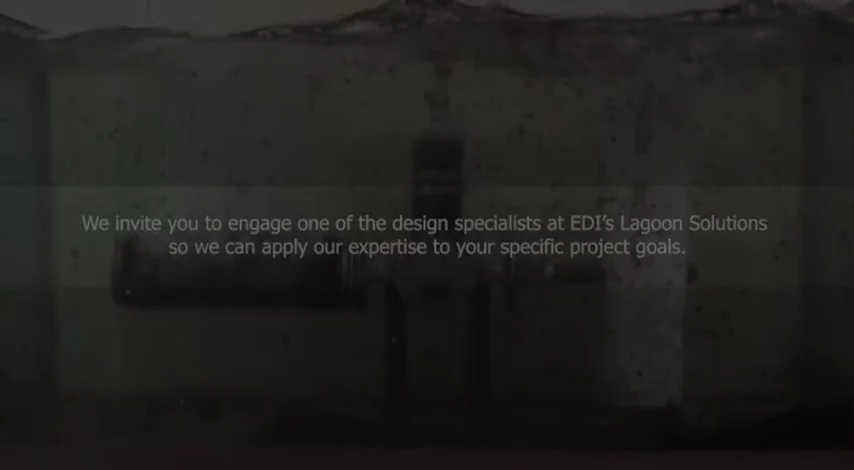 We invite you to engage one of the design specialists at EDI’s Lagoon Solutions
so we can apply our expertise to your specific project goals.